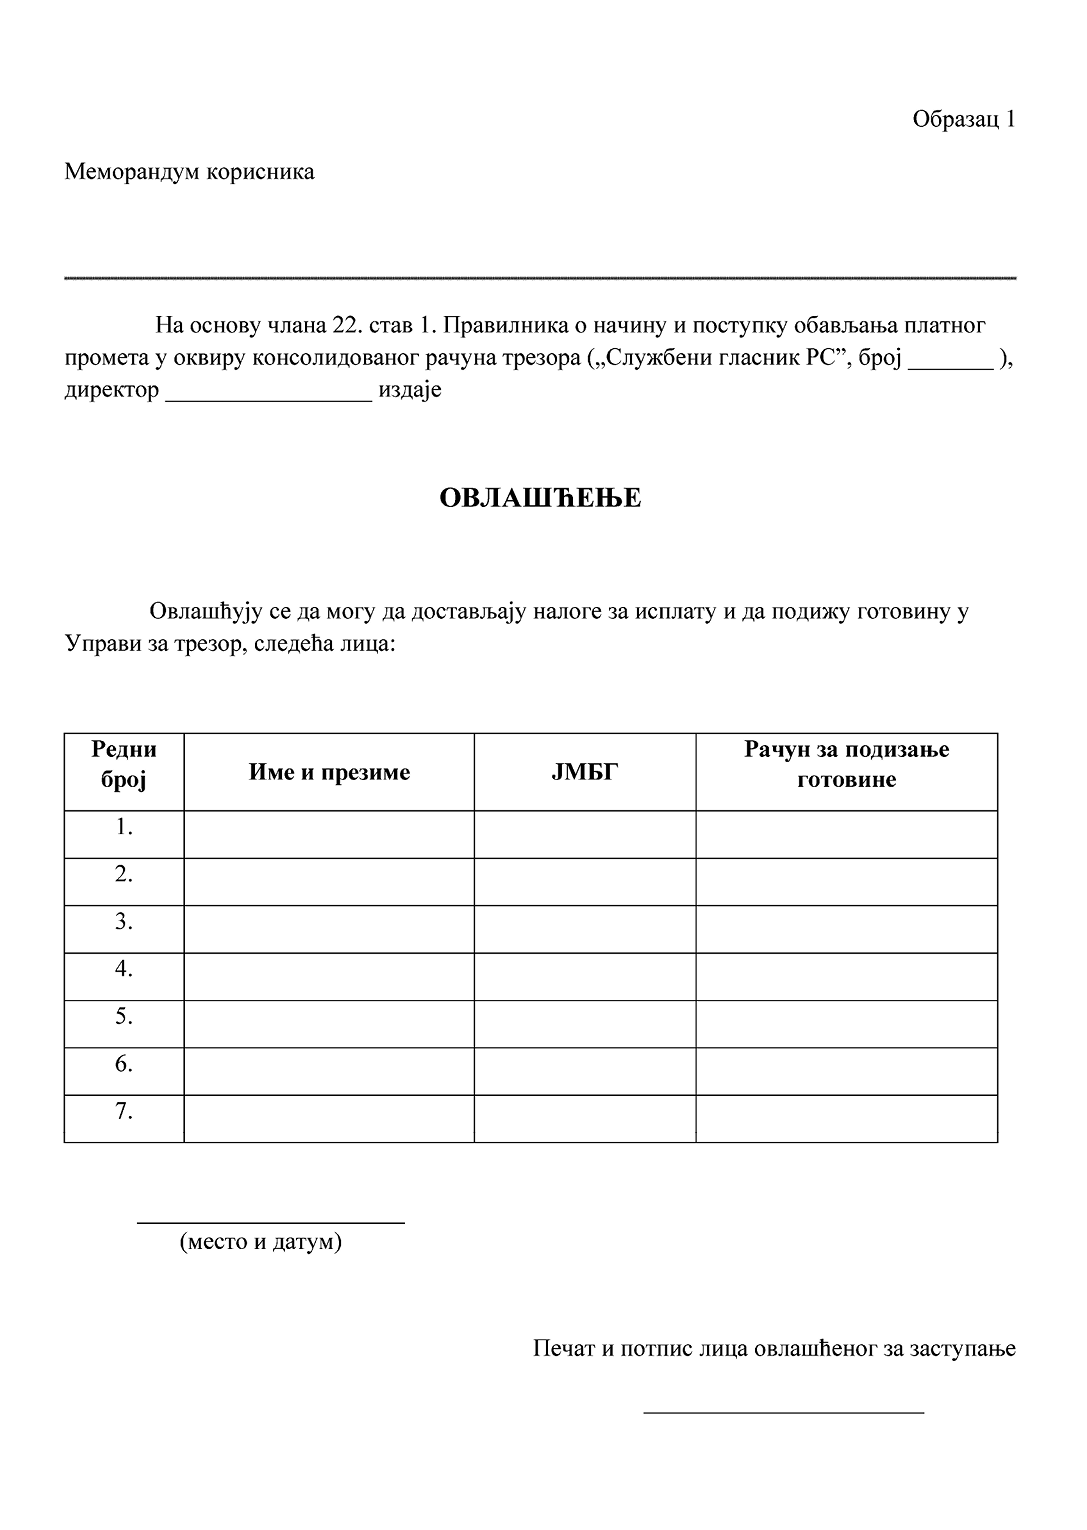 Образац 1
Меморандум корисника
На основу члана 22. став 1. Правилника о начину и поступку обављања платног
промета у оквиру консолидованог рачуна трезора („Службени гласник РС”, број _______ ),
директор _________________ издаје
ОВЛАШЋЕЊЕ
Овлашћују се да могу да достављају налоге за исплату и да подижу готовину у
Управи за трезор, следећа лица:
Редни број Име и презиме ЈМБГ Рачун за подизање готовине
1.
2.
3.
4.
5.
6.
7.
(место и датум)
Печат и потпис лица овлашћеног за заступање